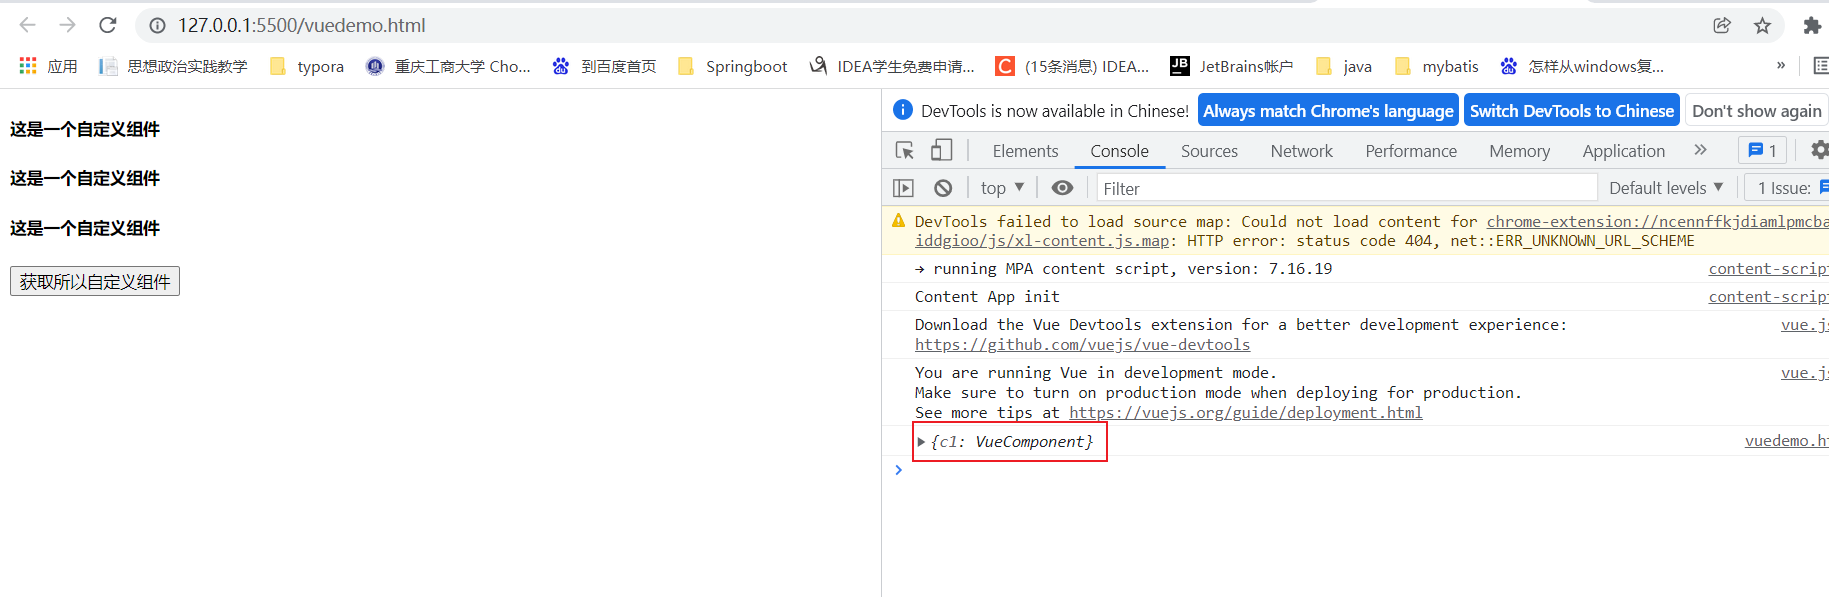 127.0.0.1:5500/vuedemo.html
应用 思想政治实践教学 typora 重庆工商大学 Cho... 到百度首页 Springboot IDEA学生免费申请... (15条消息) IDEA... JetBrains帐户 java mybatis 怎样从windows复... »
这是一个自定义组件
这是一个自定义组件
这是一个自定义组件
获取所以自定义组件
DevTools is now available in Chinese! Always match Chrome's language Switch DevTools to Chinese Don't show again
Elements Console Sources Network Performance Memory Application » 1
top ▼ Filter Default levels ▼ 1 Issue:
DevTools failed to load source map: Could not load content for chrome-extension://ncennffkjdiamlpmcba
iddgioo/js/xl-content.js.map: HTTP error: status code 404, net::ERR_UNKNOWN_URL_SCHEME
→ running MPA content script, version: 7.16.19 content-script
Content App init content-script
Download the Vue Devtools extension for a better development experience: vue.js
https://github.com/vuejs/vue-devtools
You are running Vue in development mode. vue.js
Make sure to turn on production mode when deploying for production.
See more tips at https://vuejs.org/guide/deployment.html
▶ {c1: VueComponent} vuedemo.ht